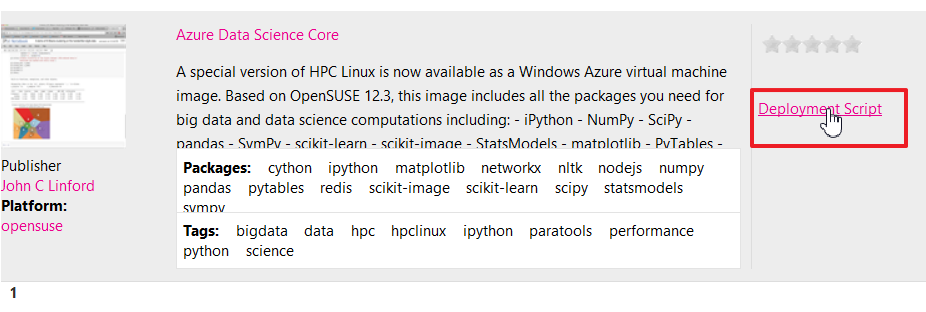 Azure Data Science Core
A special version of HPC Linux is now available as a Windows Azure virtual machine
image. Based on OpenSUSE 12.3, this image includes all the packages you need for
big data and data science computations including: - iPython - NumPy - SciPy -
pandas - SymPy - scikit-learn - scikit-image - StatsModels - matplotlib - PyTables -
Packages: cython ipython matplotlib networkx nltk nodejs numpy
pandas pytables redis scikit-image scikit-learn scipy statsmodels
sympy
Tags: bigdata data hpc hpclinux ipython paratools performance
python science
Deployment Script
Publisher
John C Linford
Platform:
opensuse
1